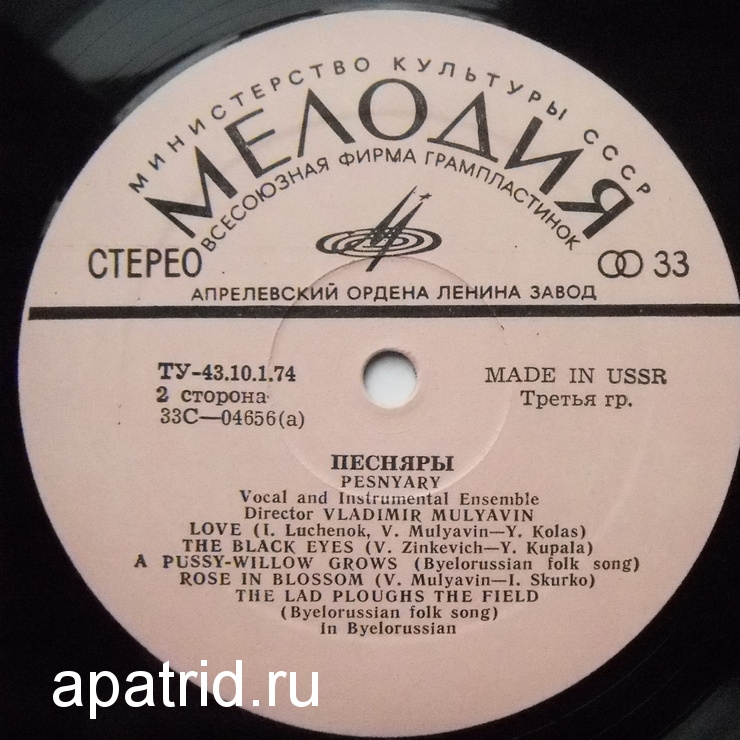 МИНИСТЕРСТВО КУЛЬТУРЫ СССР
МЕЛОДИЯ
ВСЕСОЮЗНАЯ ФИРМА ГРАМПЛАСТИНОК
СТЕРЕО 33
АПРЕЛЕВСКИЙ ОРДЕНА ЛЕНИНА ЗАВОД
ТУ-43.10.1.74 MADE IN USSR
2 сторона Третья гр.
33С—04656(а)
ПЕСНЯРЫ
PESNYARY
Vocal and Instrumental Ensemble
Director VLADIMIR MULYAVIN
LOVE (I. Luchenok, V. Mulyavin—Y. Kolas)
THE BLACK EYES (V. Zinkevich—Y. Kupala)
A PUSSY-WILLOW GROWS (Byelorussian folk song)
ROSE IN BLOSSOM (V. Mulyavin—I. Skurko)
THE LAD PLOUGHS THE FIELD
(Byelorussian folk song)
In Byelorussian
apatrid.ru